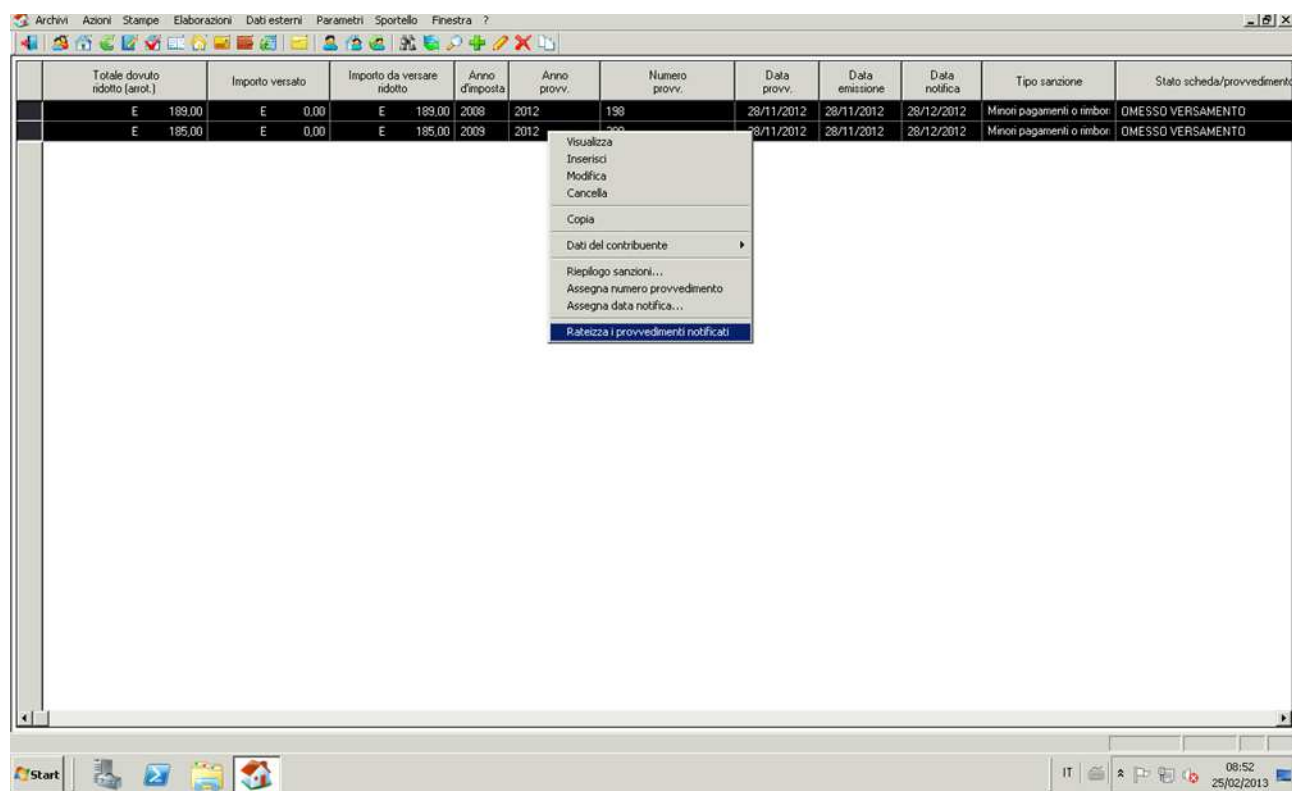 Archivi Azioni Stampe Elaborazioni Dati esterni Parametri Sportello Finestra ?
Totale dovuto ridotto (arrot.) Importo versato Importo da versare ridotto Anno d'imposta Anno provv. Numero provv. Data provv. Data emissione Data notifica Tipo sanzione Stato scheda/provvedimento
E 189,00 E 0,00 E 189,00 2008 2012 198 28/11/2012 28/11/2012 28/12/2012 Minori pagamenti o rimbor OMESSO VERSAMENTO
E 185,00 E 0,00 E 185,00 2009 2012 28/11/2012 28/11/2012 28/12/2012 Minori pagamenti o rimbor OMESSO VERSAMENTO
Visualizza
Inserisci
Modifica
Cancella
Copia
Dati del contribuente
Riepilogo sanzioni...
Assegna numero provvedimento
Assegna data notifica...
Rateizza i provvedimenti notificati
Start IT 08:52
25/02/2013